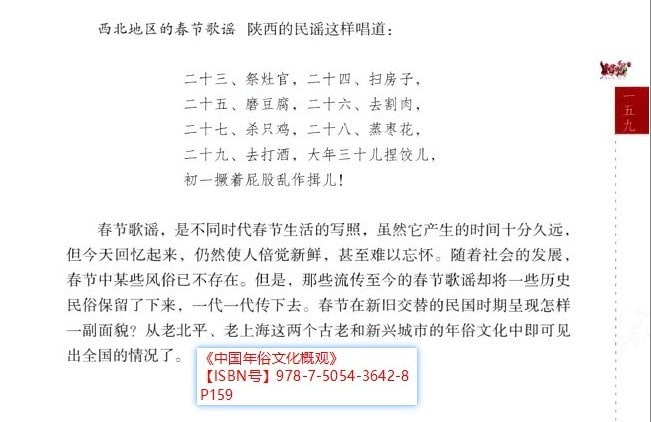 西北地区的春节歌谣 陕西的民谣这样唱道：
二十三、祭灶官，二十四、扫房子，
二十五、磨豆腐，二十六、去割肉，
二十七、杀只鸡，二十八、蒸枣花，
二十九、去打酒，大年三十儿捏饺儿，
初一撅着屁股乱作揖儿！
一五九
春节歌谣，是不同时代春节生活的写照，虽然它产生的时间十分久远，
但今天回忆起来，仍然使人倍觉新鲜，甚至难以忘怀。随着社会的发展，
春节中某些风俗已不存在。但是，那些流传至今的春节歌谣却将一些历史
民俗保留了下来，一代一代传下去。春节在新旧交替的民国时期呈现怎样
一副面貌？从老北平、老上海这两个古老和新兴城市的年俗文化中即可见
出全国的情况了。
《中国年俗文化概观》
【ISBN号】978-7-5054-3642-8
P159